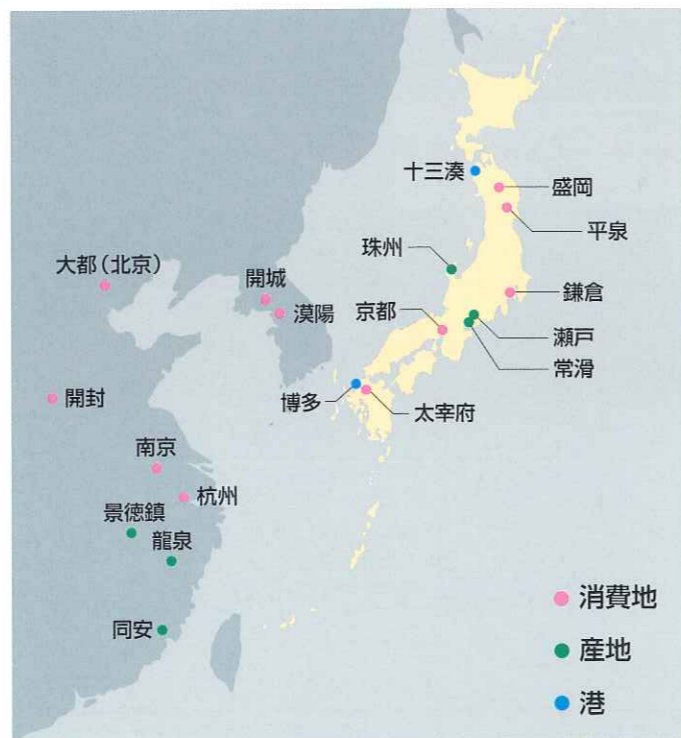 十三湊
盛岡
平泉
珠州
大都（北京）
開城
鎌倉
漠陽
京都
瀬戸
常滑
博多
太宰府
開封
南京
杭州
景徳鎮
龍泉
同安
消費地
産地
港